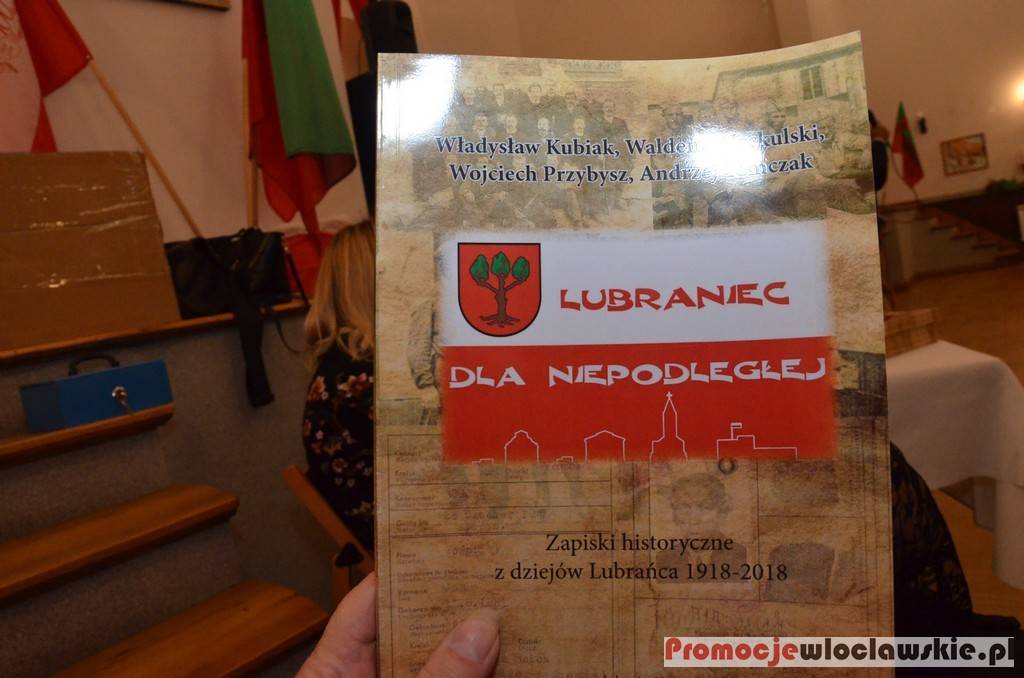 Władysław Kubiak,
Wojciech Przybysz,
LUBRANIEC
DLA NIEPODLEGŁEJ
Zapiski historyczne
z dziejów Lubrańca 1918-2018
Promocjewloclawskie.pl